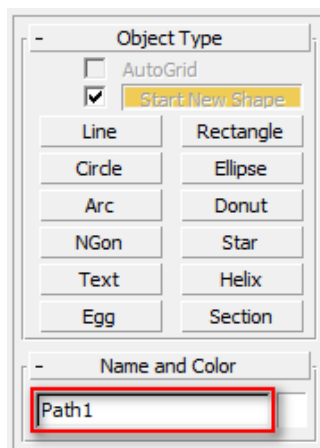 - Object Type
AutoGrid
Start New Shape
Line Rectangle
Circle Ellipse
Arc Donut
NGon Star
Text Helix
Egg Section
- Name and Color
Path1